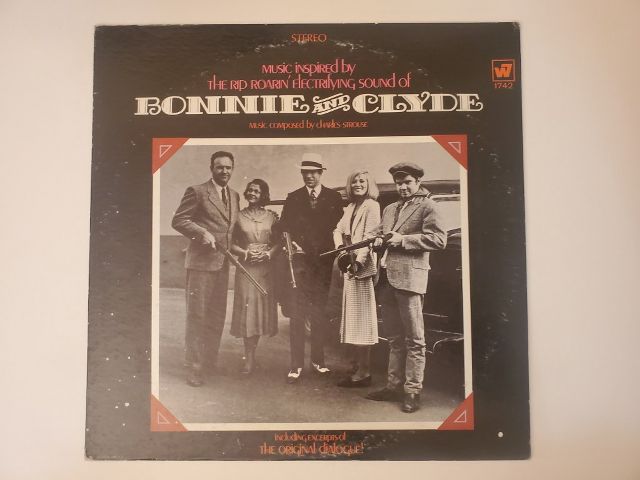 STEREO
MUSIC INSPIRED by
THE RIP ROARIN' ELECTRIFYING SOUND of
BONNIE AND CLYDE
MUSIC COMPOSED by CHARLES STROUSE
W7
1742
INCLUDING EXCERPTS of
THE ORIGINAL DIALOGUE!